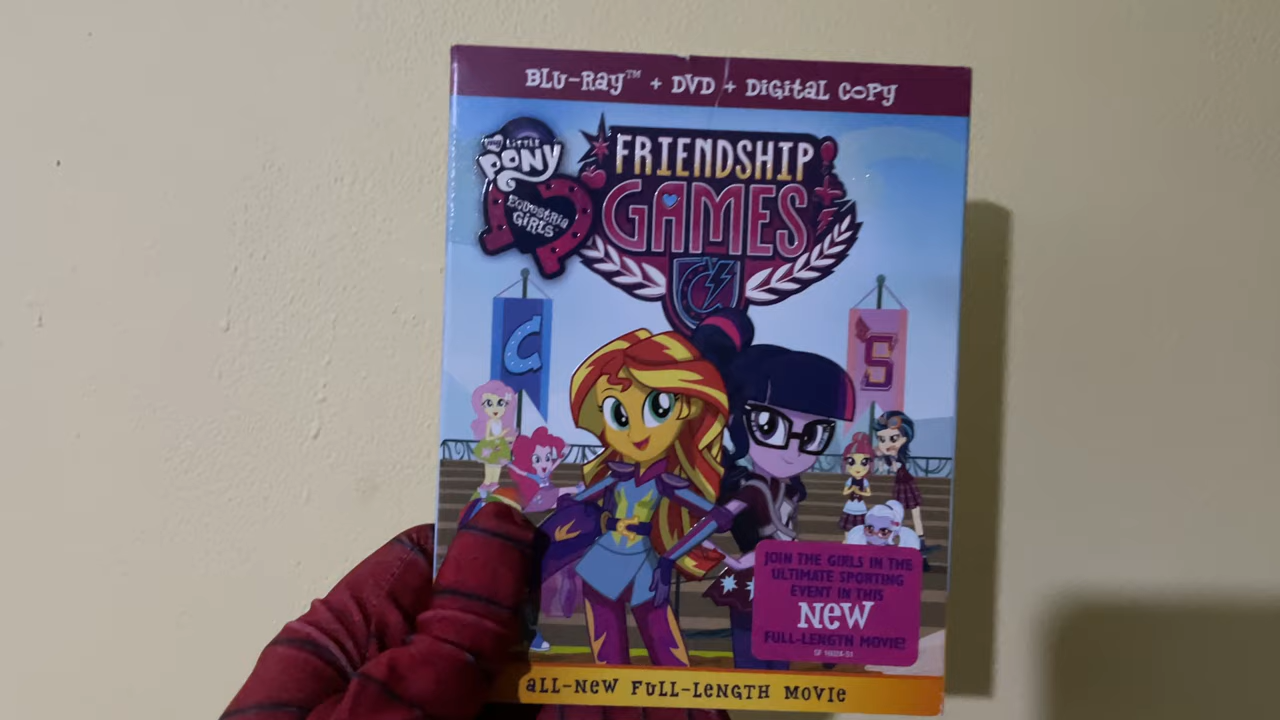 BLU-RAY™ + DVD + DIGITAL COPY
my LITTLE
PONY
EQUESTRIA
GIRLS
FRIENDSHIP
GAMES
C
S
JOIN THE GIRLS IN THE
ULTIMATE SPORTING
EVENT IN THIS
NEW
FULL-LENGTH MOVIE!
ALL-NEW FULL-LENGTH MOVIE